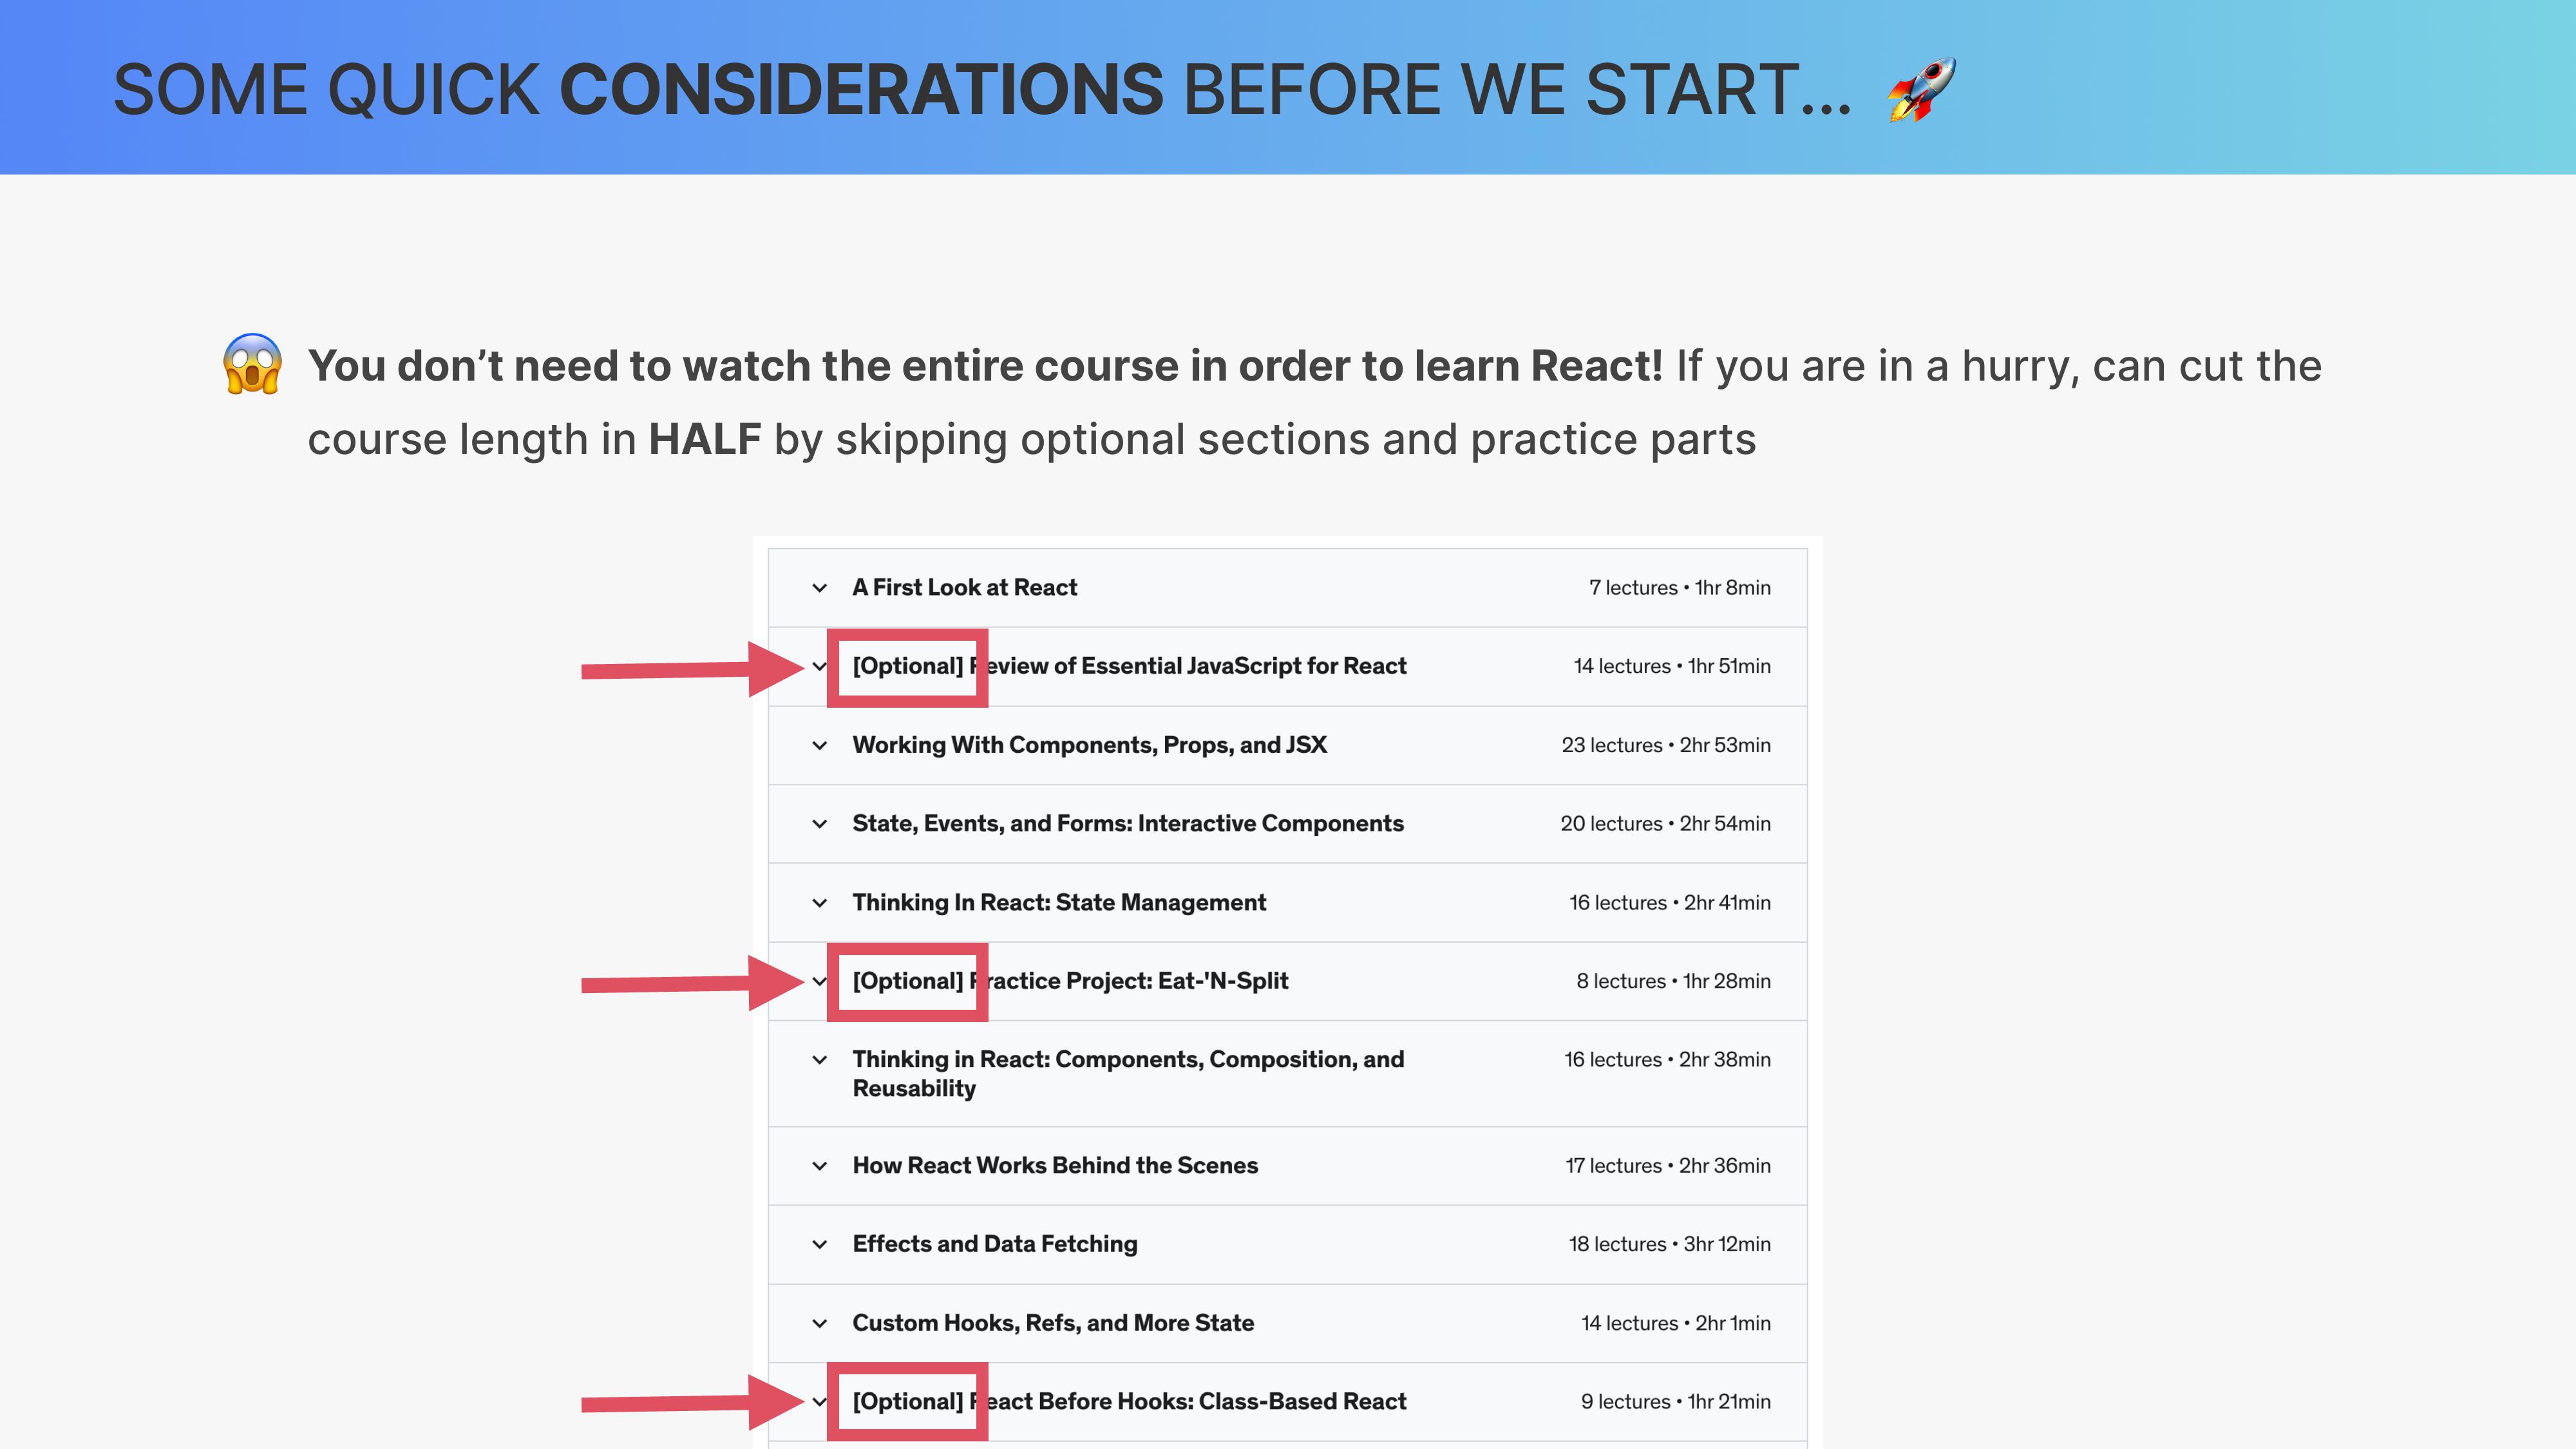 SOME QUICK CONSIDERATIONS BEFORE WE START... 🚀
😱 You don’t need to watch the entire course in order to learn React! If you are in a hurry, can cut the
course length in HALF by skipping optional sections and practice parts
A First Look at React 7 lectures • 1hr 8min
[Optional] Review of Essential JavaScript for React 14 lectures • 1hr 51min
Working With Components, Props, and JSX 23 lectures • 2hr 53min
State, Events, and Forms: Interactive Components 20 lectures • 2hr 54min
Thinking In React: State Management 16 lectures • 2hr 41min
[Optional] Practice Project: Eat-'N-Split 8 lectures • 1hr 28min
Thinking in React: Components, Composition, and 16 lectures • 2hr 38min
Reusability
How React Works Behind the Scenes 17 lectures • 2hr 36min
Effects and Data Fetching 18 lectures • 3hr 12min
Custom Hooks, Refs, and More State 14 lectures • 2hr 1min
[Optional] React Before Hooks: Class-Based React 9 lectures • 1hr 21min